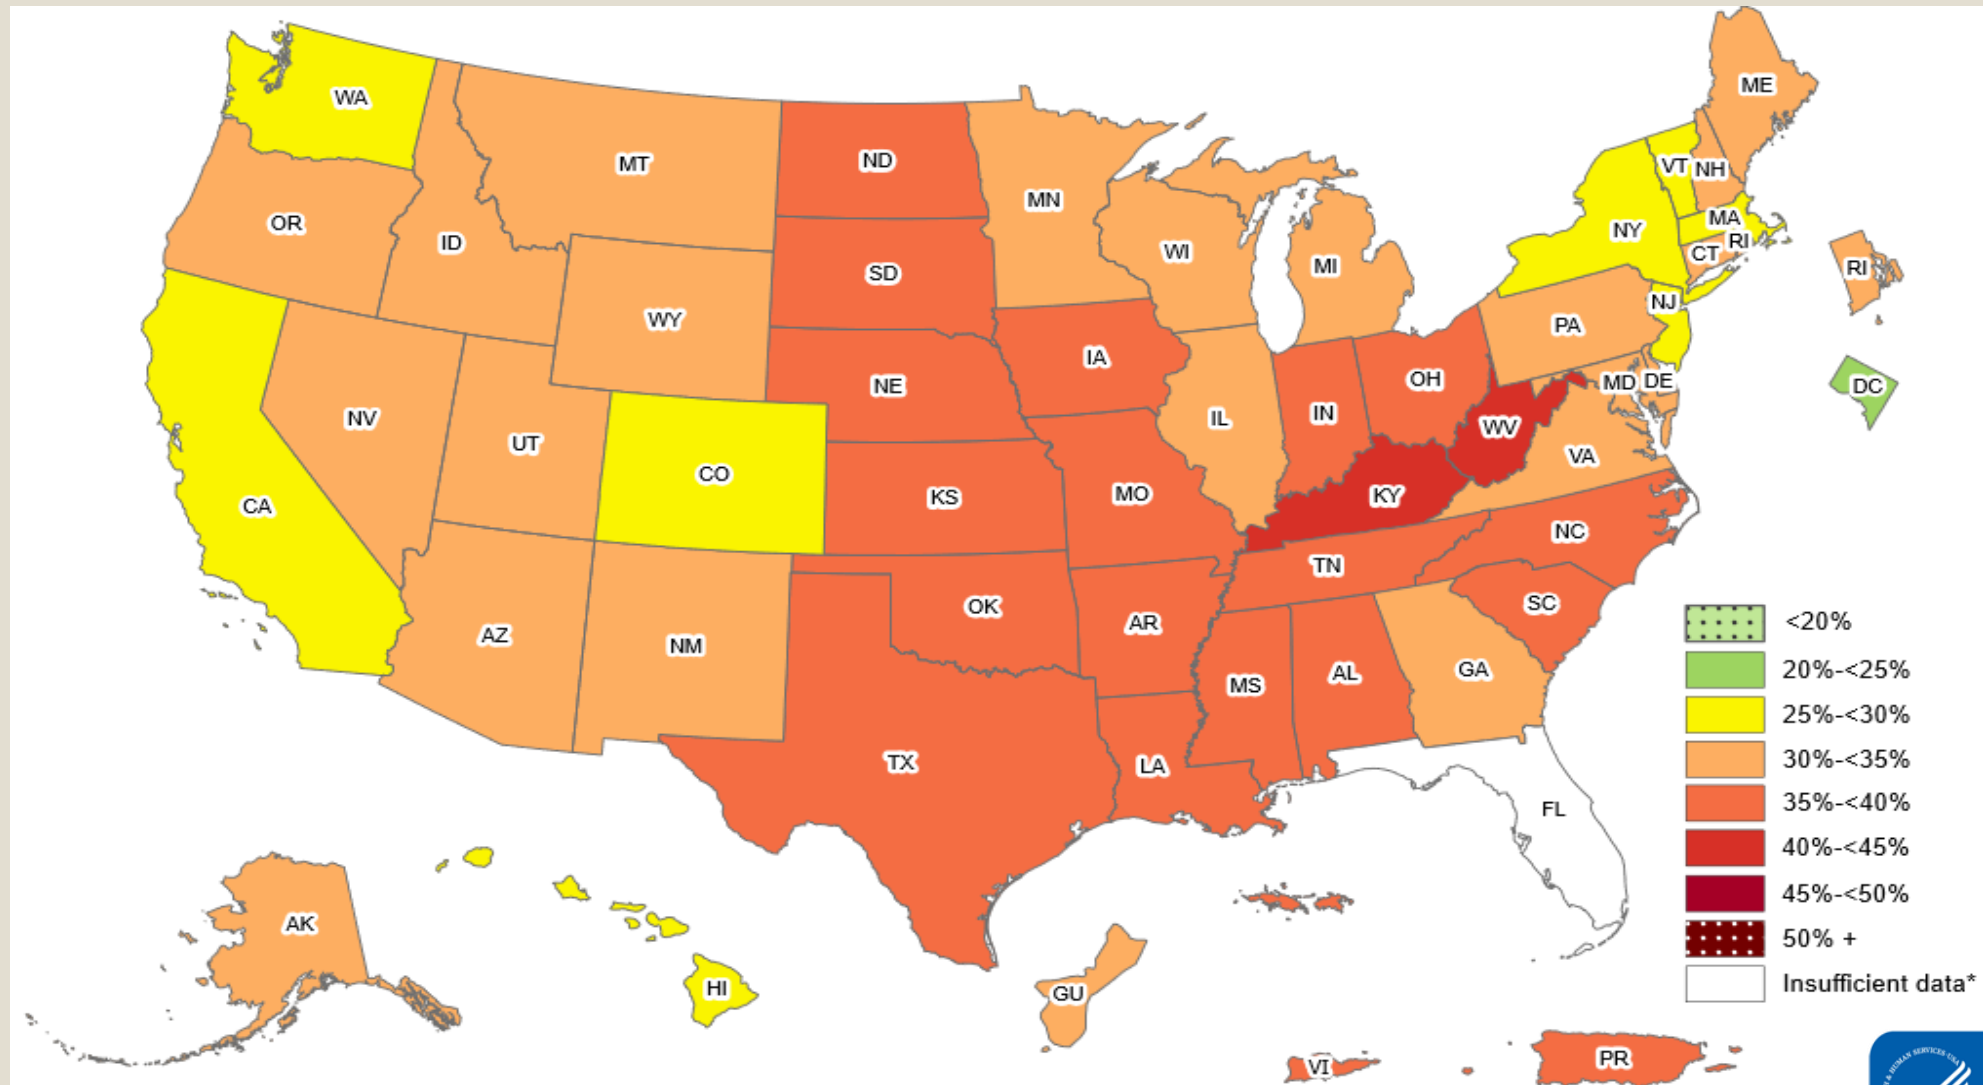 WA
MT
ND
MN
ME
VT
NH
OR
ID
SD
WI
MI
NY
MA
RI
CT
RI
WY
IA
NE
PA
NJ
NV
UT
CO
KS
MO
IL
IN
OH
WV
MD
DE
DC
VA
KY
CA
AZ
NM
OK
AR
TN
NC
SC
MS
AL
GA
TX
LA
FL
AK
HI
GU
VI
PR
<20%
20%-<25%
25%-<30%
30%-<35%
35%-<40%
40%-<45%
45%-<50%
50% +
Insufficient data*
& HUMAN SERVICES·USA